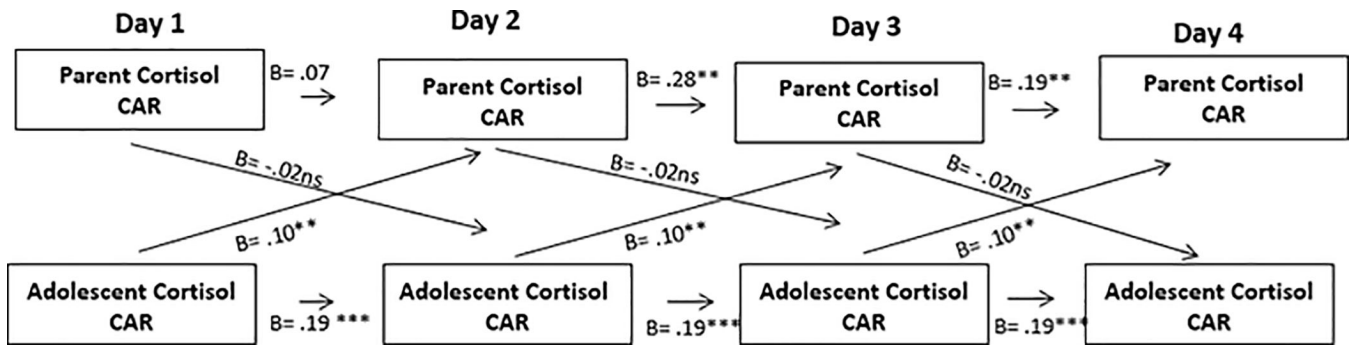 Day 1
Day 2
Day 3
Day 4
Parent Cortisol
CAR
B= .07
Parent Cortisol
CAR
B= .28**
Parent Cortisol
CAR
B= .19**
Parent Cortisol
CAR
B= -.02ns
B= -.02ns
B= -.02ns
B= .10**
B= .10**
B= .10**
Adolescent Cortisol
CAR
B= .19 ***
Adolescent Cortisol
CAR
B= .19***
Adolescent Cortisol
CAR
B= .19***
Adolescent Cortisol
CAR